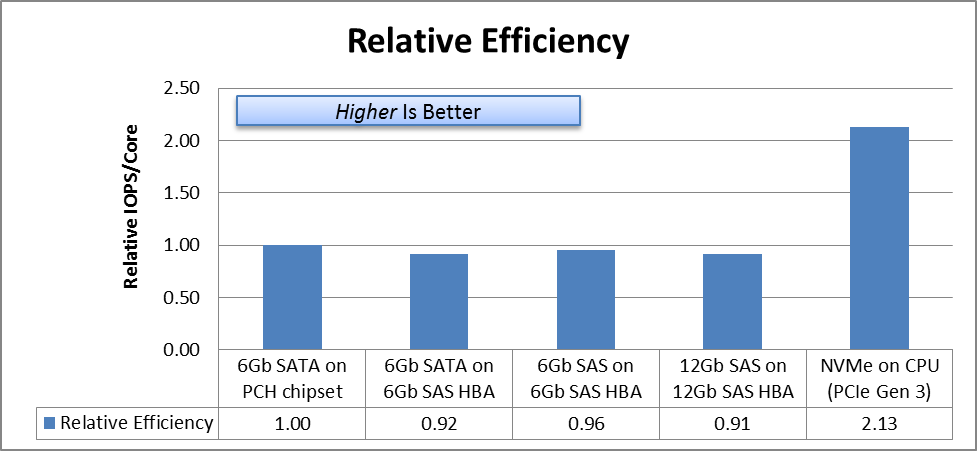 Relative Efficiency
Higher Is Better
Relative IOPS/Core
2.50
2.00
1.50
1.00
0.50
0.00
6Gb SATA on PCH chipset
6Gb SATA on 6Gb SAS HBA
6Gb SAS on 6Gb SAS HBA
12Gb SAS on 12Gb SAS HBA
NVMe on CPU (PCIe Gen 3)
Relative Efficiency 1.00 0.92 0.96 0.91 2.13